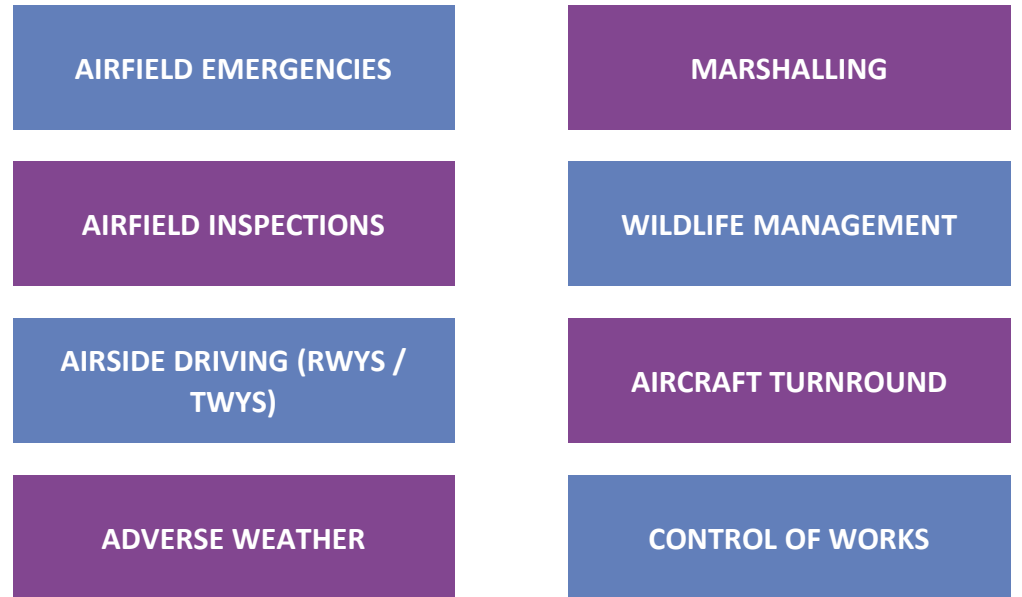 AIRFIELD EMERGENCIES
MARSHALLING
AIRFIELD INSPECTIONS
WILDLIFE MANAGEMENT
AIRSIDE DRIVING (RWYS /
TWYS)
AIRCRAFT TURNROUND
ADVERSE WEATHER
CONTROL OF WORKS